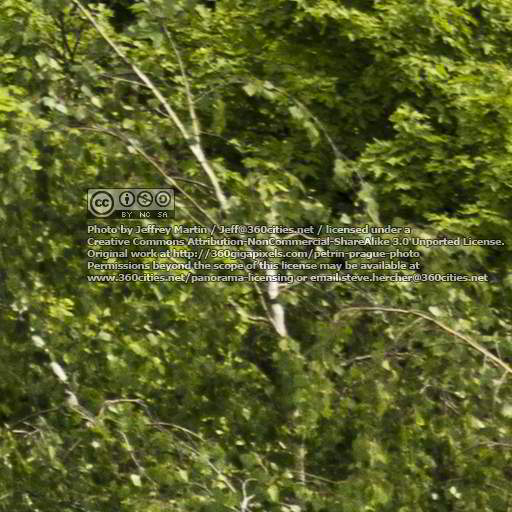 cc
BY NC SA
Photo by Jeffrey Martin / Jeff@360cities.net / licensed under a
Creative Commons Attribution-NonCommercial-ShareAlike 3.0 Unported License.
Original work at http://360gigapixels.com/petrin-prague-photo
Permissions beyond the scope of this license may be available at
www.360cities.net/panorama-licensing or email steve.hercher@360cities.net